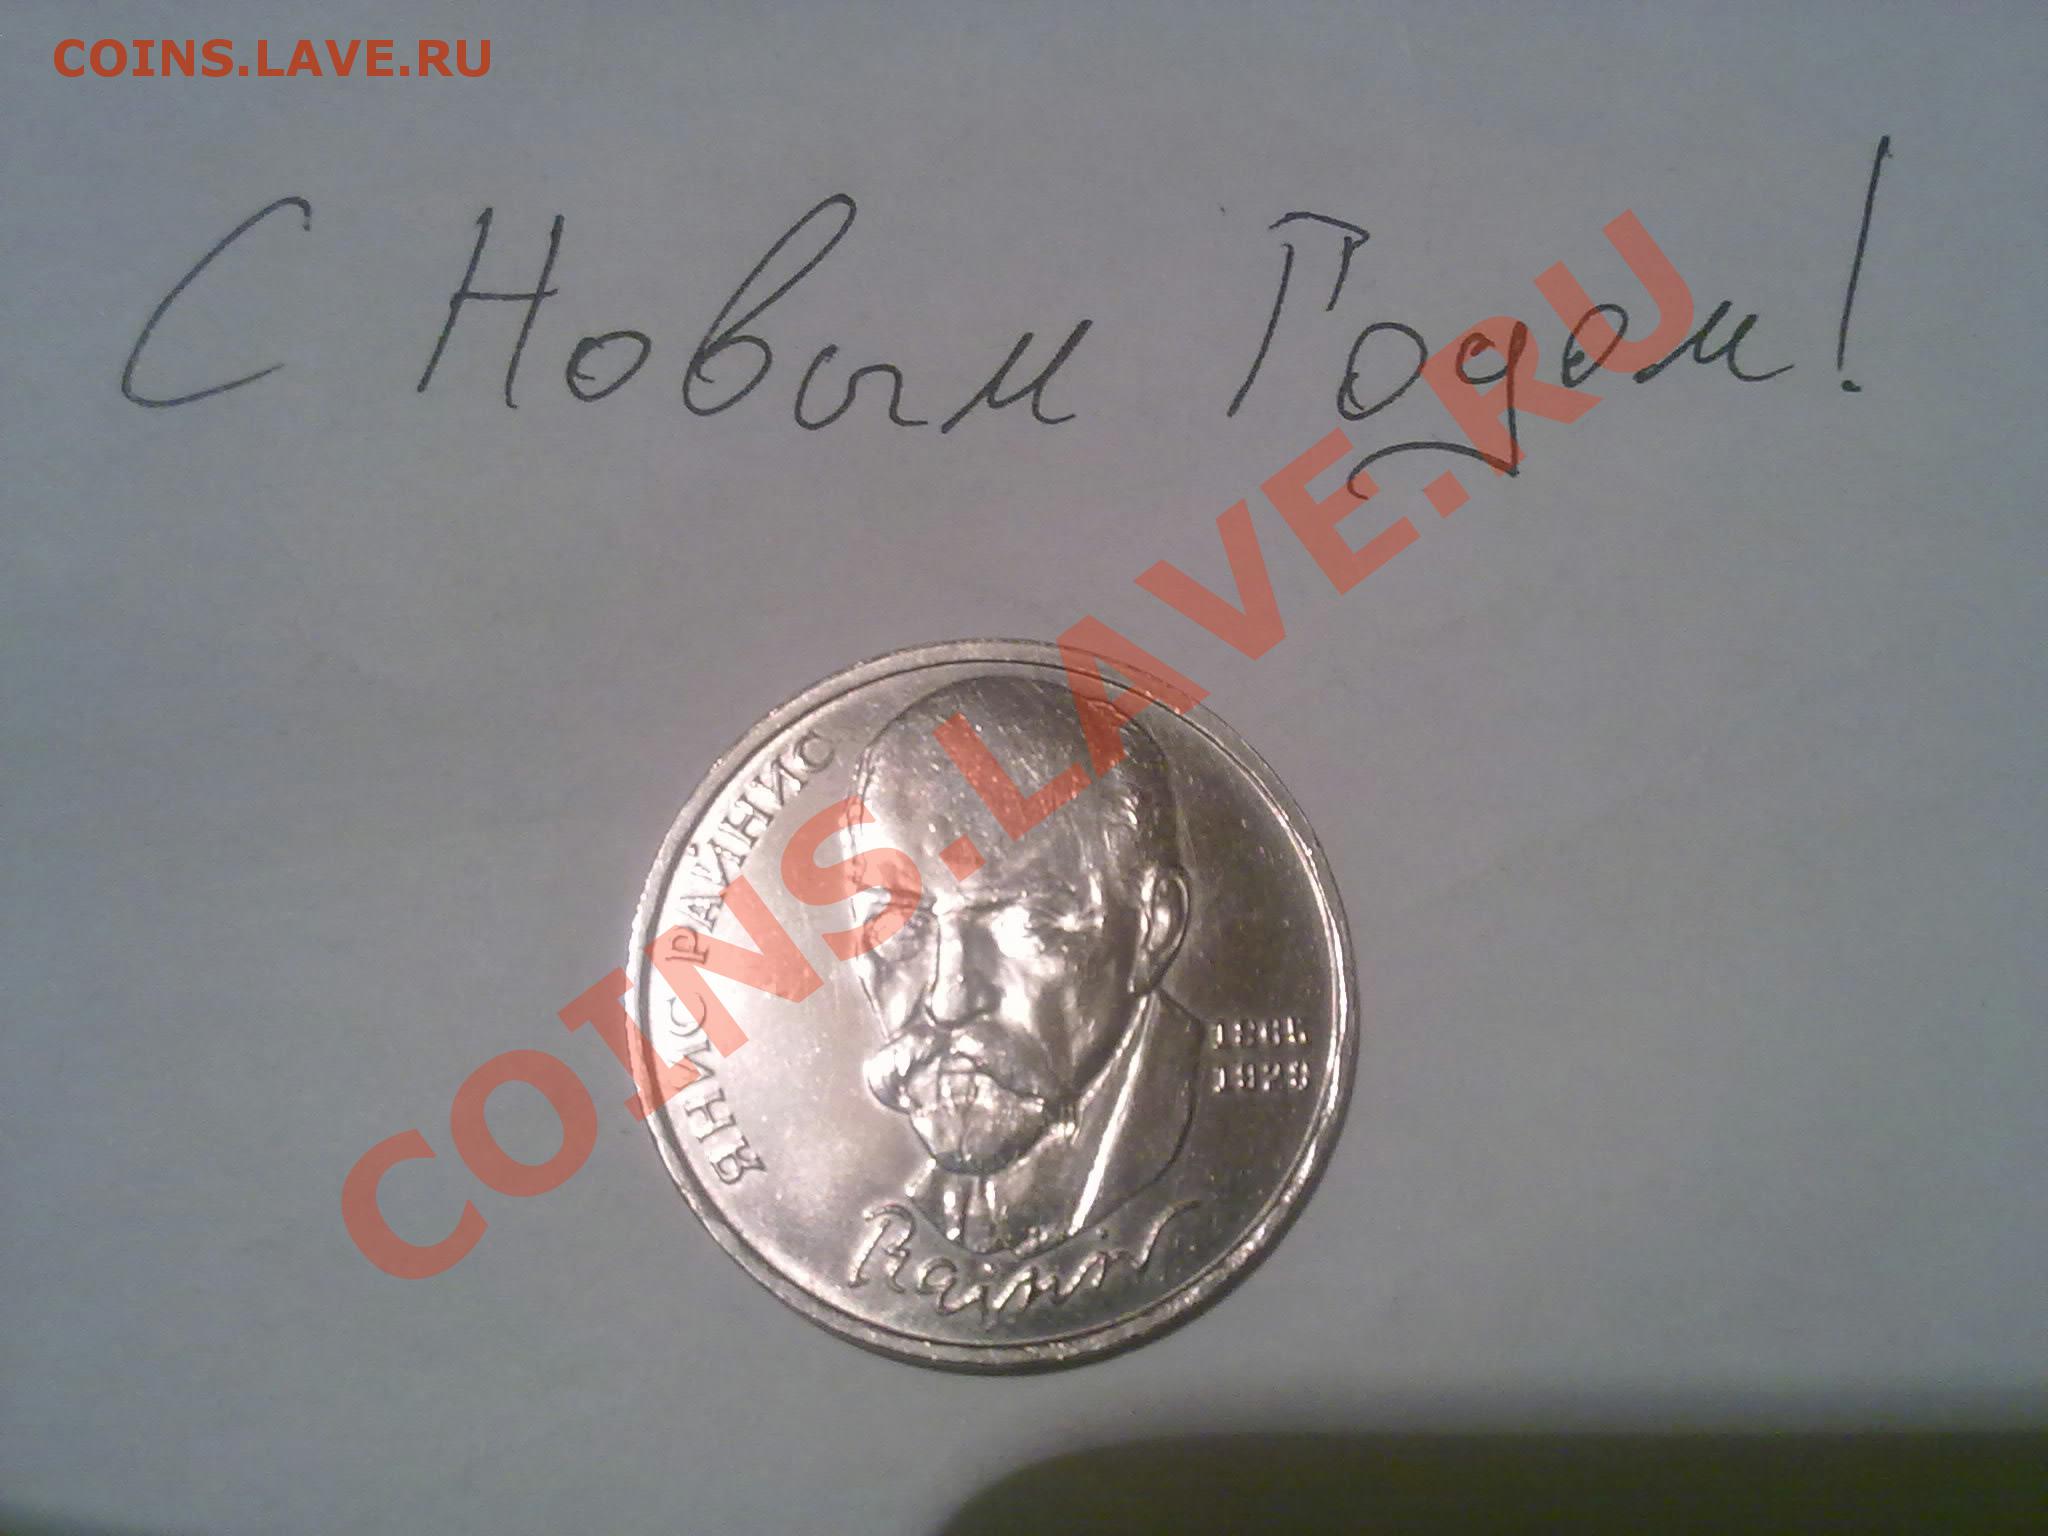 COINS.LAVE.RU
С Новым Годом!
COINS.LAVE.RU
ЯНИС РАЙНИС
1865
1929
Rainis